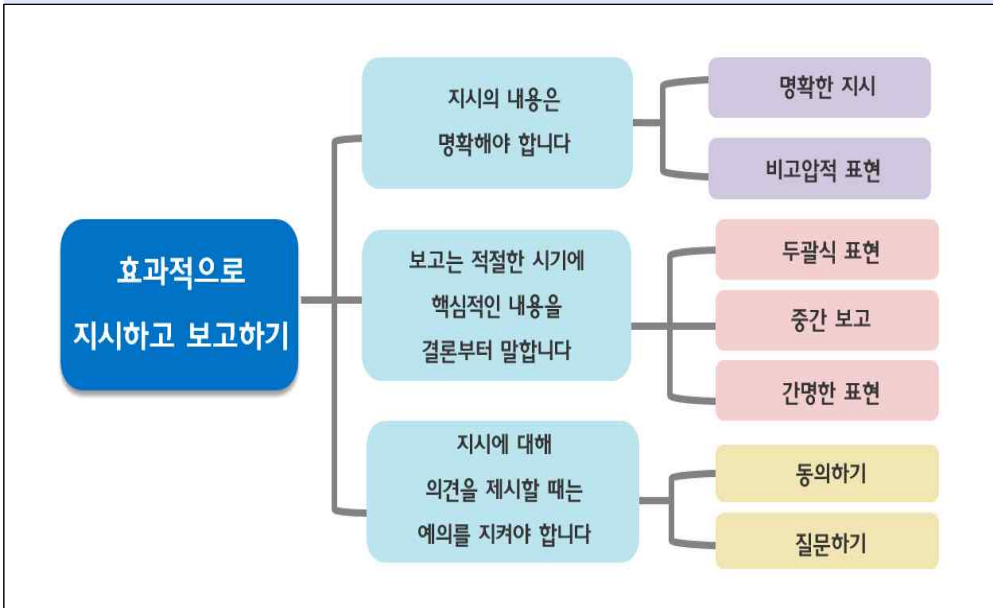 효과적으로
지시하고 보고하기
지시의 내용은
명확해야 합니다
명확한 지시
비고압적 표현
보고는 적절한 시기에
핵심적인 내용을
결론부터 말합니다
두괄식 표현
중간 보고
간명한 표현
지시에 대해
의견을 제시할 때는
예의를 지켜야 합니다
동의하기
질문하기